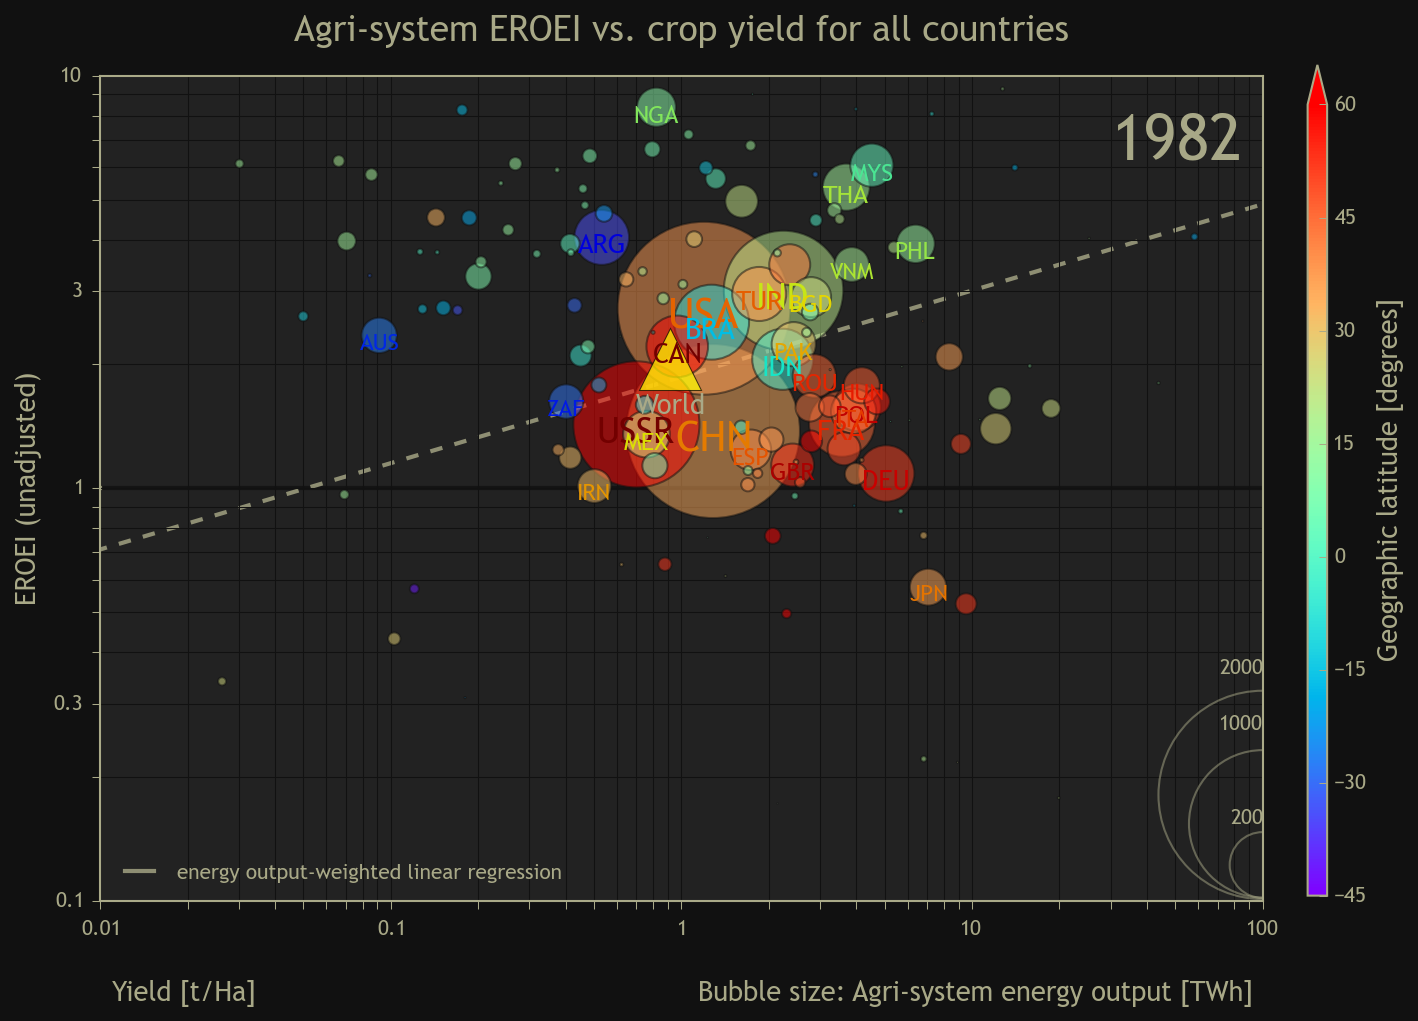 Agri-system EROEI vs. crop yield for all countries
1982
10
3
1
0.3
0.1
EROEI (unadjusted)
NGA
MYS
THA
ARG
PHL
VNM
IND
TUR
BGD
USA
BRA
AUS
CAN
PAK
IDN
ROU
HUN
ZAF
World
POL
USSR
CHN
FRA
MEX
ESP
GBR
DEU
IRN
JPN
2000
1000
200
energy output-weighted linear regression
0.01
0.1
1
10
100
Yield [t/Ha]
Bubble size: Agri-system energy output [TWh]
60
45
30
15
0
−15
−30
−45
Geographic latitude [degrees]